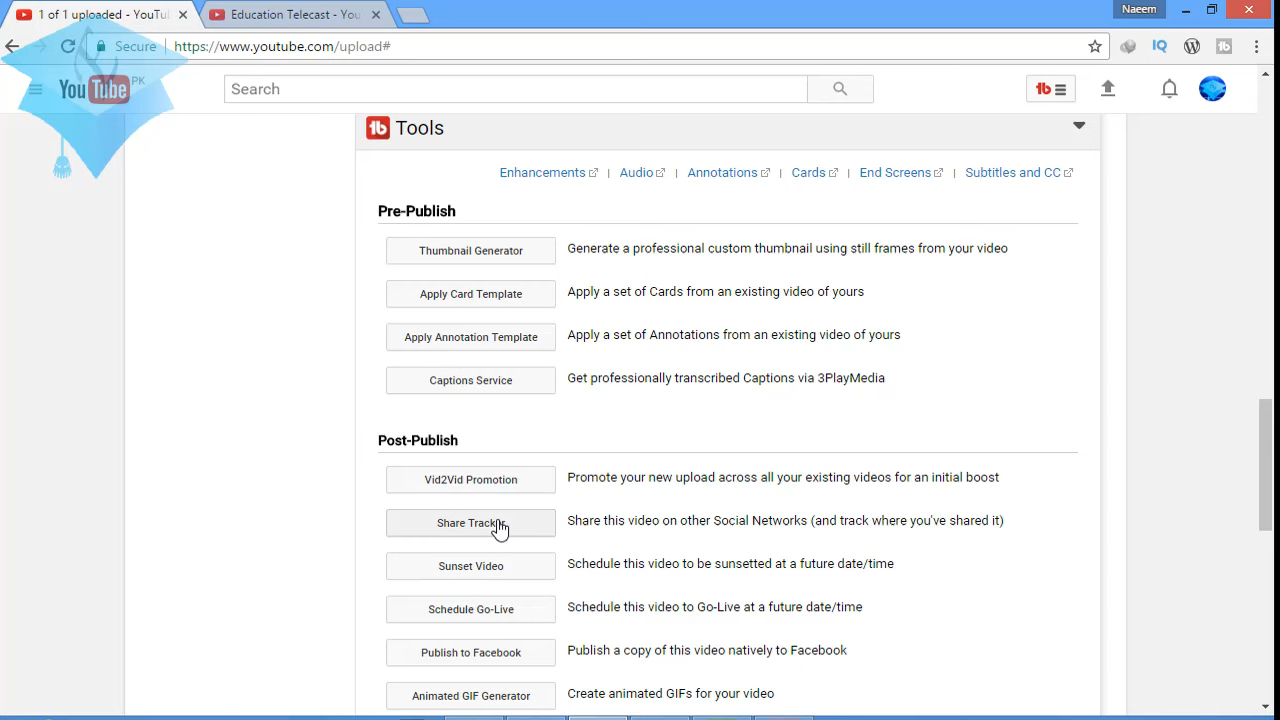 1 of 1 uploaded - YouTu
Education Telecast - You
Naeem
Secure
https://www.youtube.com/upload#
IQ
You Tube PK
Search
Tools
Enhancements | Audio | Annotations | Cards | End Screens | Subtitles and CC
Pre-Publish
Thumbnail Generator Generate a professional custom thumbnail using still frames from your video
Apply Card Template Apply a set of Cards from an existing video of yours
Apply Annotation Template Apply a set of Annotations from an existing video of yours
Captions Service Get professionally transcribed Captions via 3PlayMedia
Post-Publish
Vid2Vid Promotion Promote your new upload across all your existing videos for an initial boost
Share Tracker Share this video on other Social Networks (and track where you've shared it)
Sunset Video Schedule this video to be sunsetted at a future date/time
Schedule Go-Live Schedule this video to Go-Live at a future date/time
Publish to Facebook Publish a copy of this video natively to Facebook
Animated GIF Generator Create animated GIFs for your video